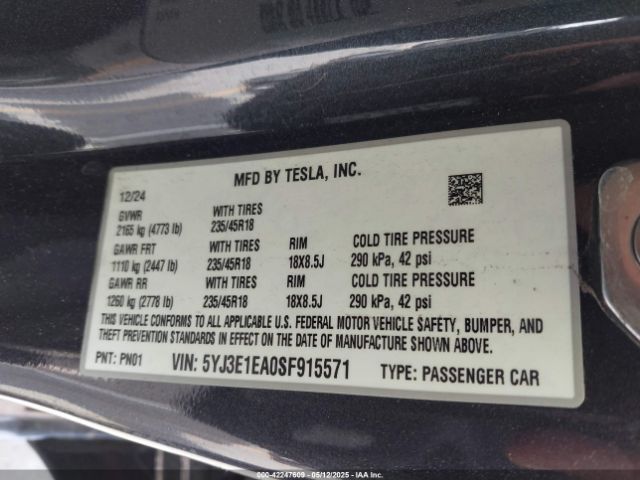 MFD BY TESLA, INC.
12/24
GVWR WITH TIRES
2165 kg (4773 lb) 235/45R18
GAWR FRT WITH TIRES RIM COLD TIRE PRESSURE
1110 kg (2447 lb) 235/45R18 18X8.5J 290 kPa, 42 psi
GAWR RR WITH TIRES RIM COLD TIRE PRESSURE
1260 kg (2778 lb) 235/45R18 18X8.5J 290 kPa, 42 psi
THIS VEHICLE CONFORMS TO ALL APPLICABLE U.S. FEDERAL MOTOR VEHICLE SAFETY, BUMPER, AND
THEFT PREVENTION STANDARDS IN EFFECT ON THE DATE OF MANUFACTURE SHOWN ABOVE.
PNT: PN01 VIN: 5YJ3E1EA0SF915571 TYPE: PASSENGER CAR
000-42247609 - 05/12/2025 - IAAI, Inc.